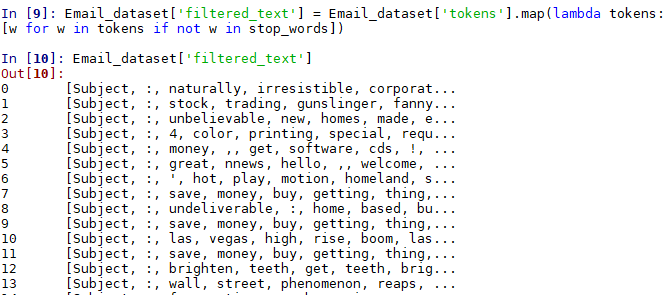 In [9]: Email_dataset['filtered_text'] = Email_dataset['tokens'].map(lambda tokens:
[w for w in tokens if not w in stop_words])
In [10]: Email_dataset['filtered_text']
Out[10]:
0 [Subject, :, naturally, irresistible, corporat...
1 [Subject, :, stock, trading, gunslinger, fanny...
2 [Subject, :, unbelievable, new, homes, made, e...
3 [Subject, :, 4, color, printing, special, requ...
4 [Subject, :, money, ,, get, software, cds, !, ...
5 [Subject, :, great, nnews, hello, ,, welcome, ...
6 [Subject, :, ', hot, play, motion, homeland, s...
7 [Subject, :, save, money, buy, getting, thing,...
8 [Subject, :, undeliverable, :, home, based, bu...
9 [Subject, :, save, money, buy, getting, thing,...
10 [Subject, :, las, vegas, high, rise, boom, las...
11 [Subject, :, save, money, buy, getting, thing,...
12 [Subject, :, brighten, teeth, get, teeth, brig...
13 [Subject, :, wall, street, phenomenon, reaps, ...